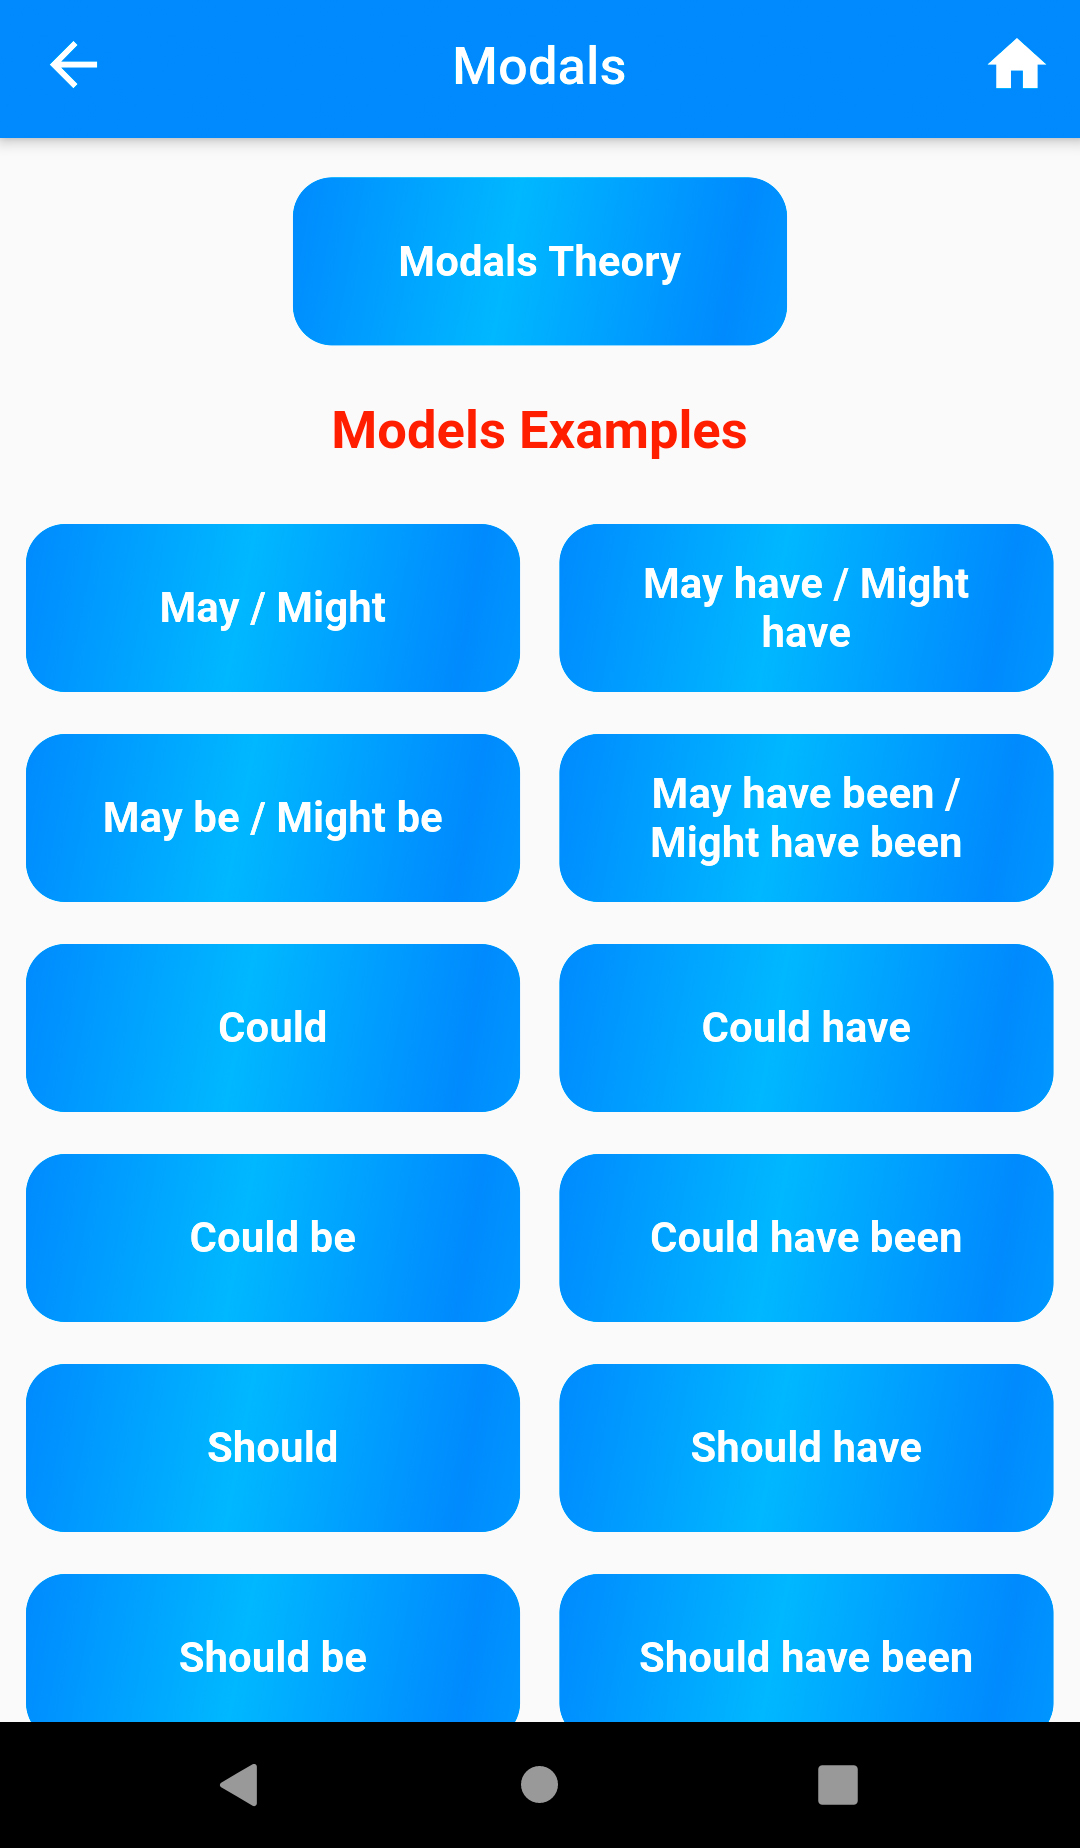 Modals
Modals Theory
Models Examples
May / Might
May have / Might
have
May be / Might be
May have been /
Might have been
Could
Could have
Could be
Could have been
Should
Should have
Should be
Should have been